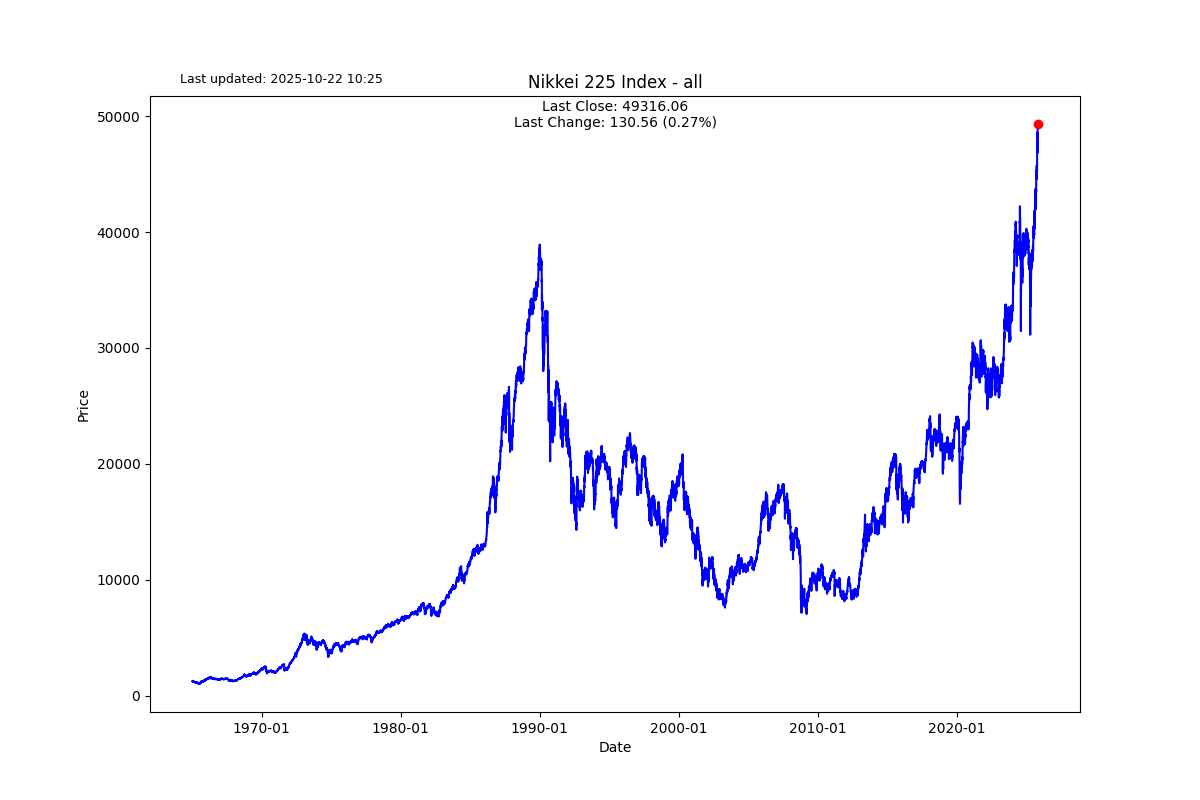 Last updated: 2025-10-22 10:25
Nikkei 225 Index - all
Last Close: 49316.06
Last Change: 130.56 (0.27%)
50000
40000
30000
20000
10000
0
Price
1970-01
1980-01
1990-01
2000-01
2010-01
2020-01
Date